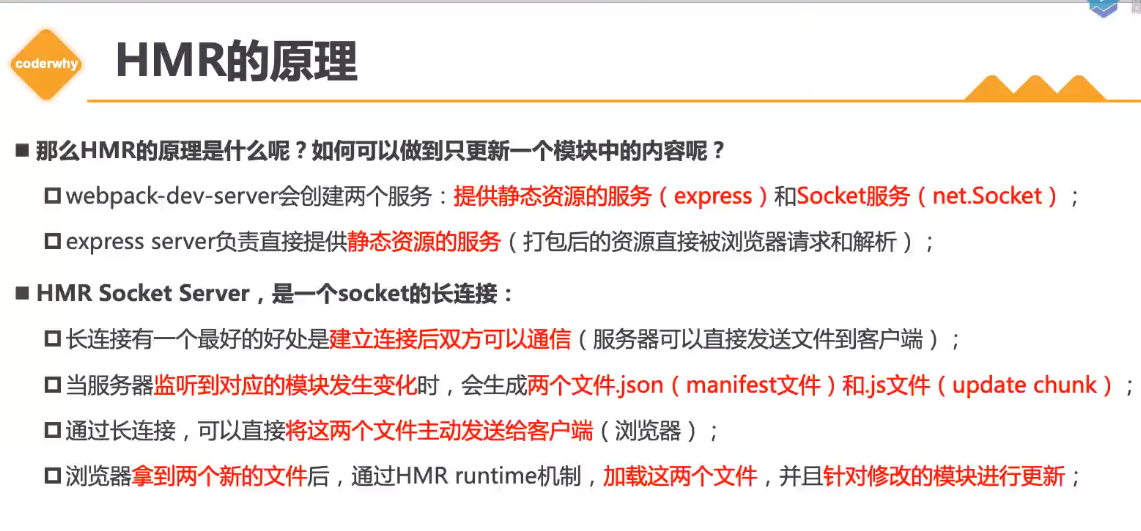 coderwhy
HMR的原理
■ 那么HMR的原理是什么呢？如何可以做到只更新一个模块中的内容呢？
□ webpack-dev-server会创建两个服务：提供静态资源的服务（express）和Socket服务（net.Socket）；
□ express server负责直接提供静态资源的服务（打包后的资源直接被浏览器请求和解析）；
■ HMR Socket Server，是一个socket的长连接：
□ 长连接有一个最好的好处是建立连接后双方可以通信（服务器可以直接发送文件到客户端）；
□ 当服务器监听到对应的模块发生变化时，会生成两个文件.json（manifest文件）和.js文件（update chunk）；
□ 通过长连接，可以直接将这两个文件主动发送给客户端（浏览器）；
□ 浏览器拿到两个新的文件后，通过HMR runtime机制，加载这两个文件，并且针对修改的模块进行更新；